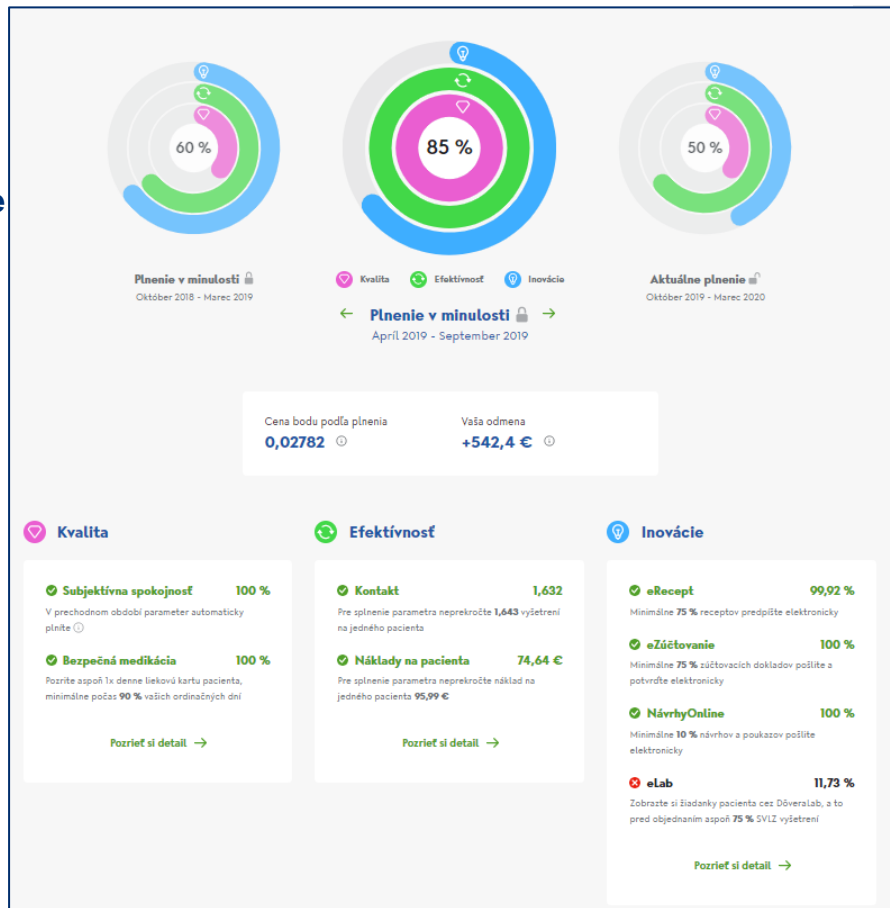 e
60 %
Plnenie v minulosti
Október 2018 - Marec 2019
85 %
Kvalita
Efektívnosť
Inovácie
Plnenie v minulosti
Apríl 2019 - September 2019
50 %
Aktuálne plnenie
Október 2019 - Marec 2020
Cena bodu podľa plnenia
0,02782
Vaša odmena
+542,4 €
Kvalita
Subjektívna spokojnosť 100 %
V prechodnom období parameter automaticky
plníte
Bezpečná medikácia 100 %
Pozrite aspoň 1x denne liekovú kartu pacienta,
minimálne počas 90 % vašich ordinačných dní
Pozrieť si detail →
Efektívnosť
Kontakt 1,632
Pre splnenie parametra neprekročte 1,643 vyšetrení
na jedného pacienta
Náklady na pacienta 74,64 €
Pre splnenie parametra neprekročte náklad na
jedného pacienta 95,99 €
Pozrieť si detail →
Inovácie
eRecept 99,92 %
Minimálne 75 % receptov predpíšte elektronicky
eZúčtovanie 100 %
Minimálne 75 % zúčtovacích dokladov pošlite a
potvrďte elektronicky
NávrhyOnline 100 %
Minimálne 10 % návrhov a poukazov pošlite
elektronicky
eLab 11,73 %
Zobrazte si žiadanky pacienta cez DôveraLab, a to
pred objednaním aspoň 75 % SVLZ vyšetrení
Pozrieť si detail →